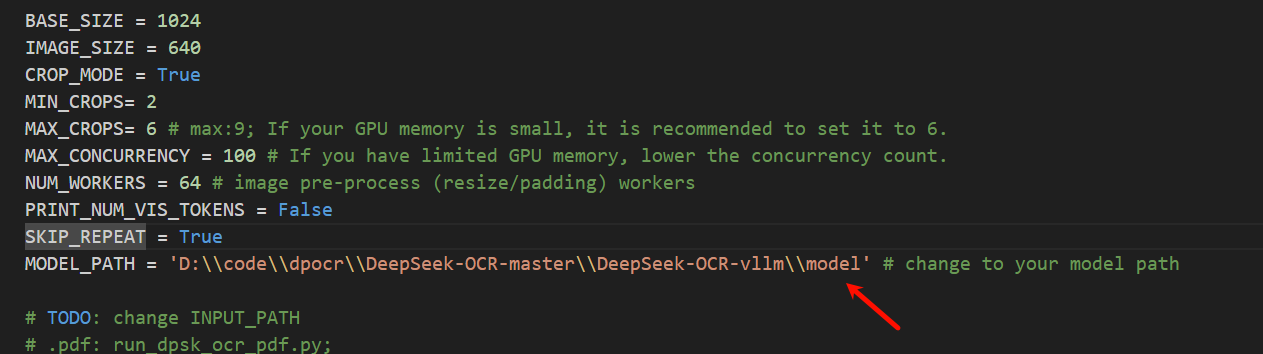 BASE_SIZE = 1024
IMAGE_SIZE = 640
CROP_MODE = True
MIN_CROPS= 2
MAX_CROPS= 6 # max:9; If your GPU memory is small, it is recommended to set it to 6.
MAX_CONCURRENCY = 100 # If you have limited GPU memory, lower the concurrency count.
NUM_WORKERS = 64 # image pre-process (resize/padding) workers
PRINT_NUM_VIS_TOKENS = False
SKIP_REPEAT = True
MODEL_PATH = 'D:\\code\\dpocr\\DeepSeek-OCR-master\\DeepSeek-OCR-vllm\\model' # change to your model path
# TODO: change INPUT_PATH
# .pdf: run_dpsk_ocr_pdf.py;